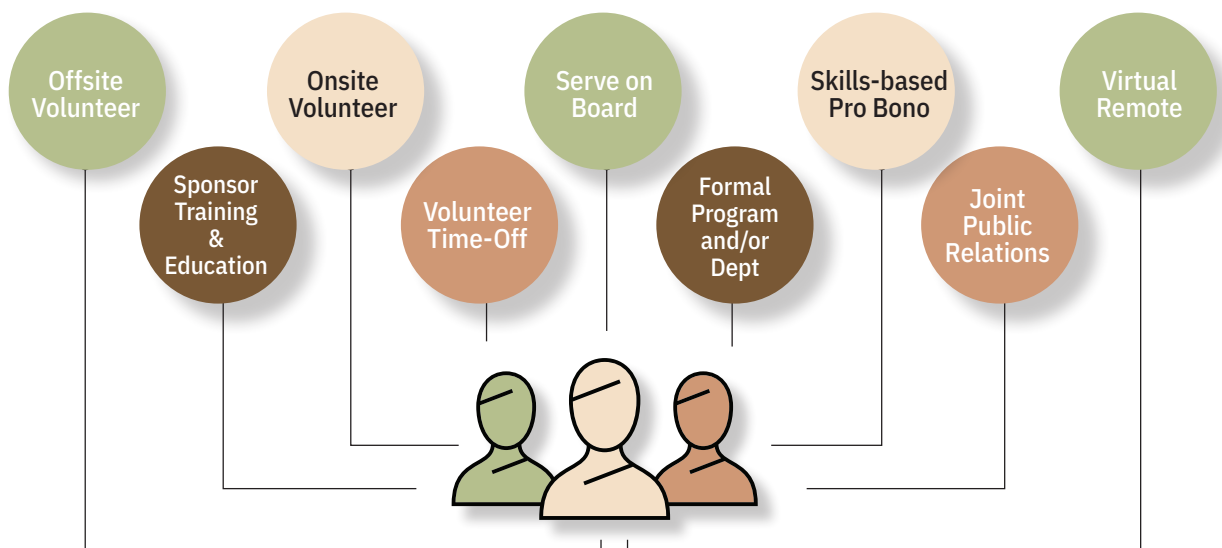 Offsite
Volunteer
Onsite
Volunteer
Serve on
Board
Skills-based
Pro Bono
Virtual
Remote
Sponsor
Training
&
Education
Volunteer
Time-Off
Formal
Program
and/or
Dept
Joint
Public
Relations